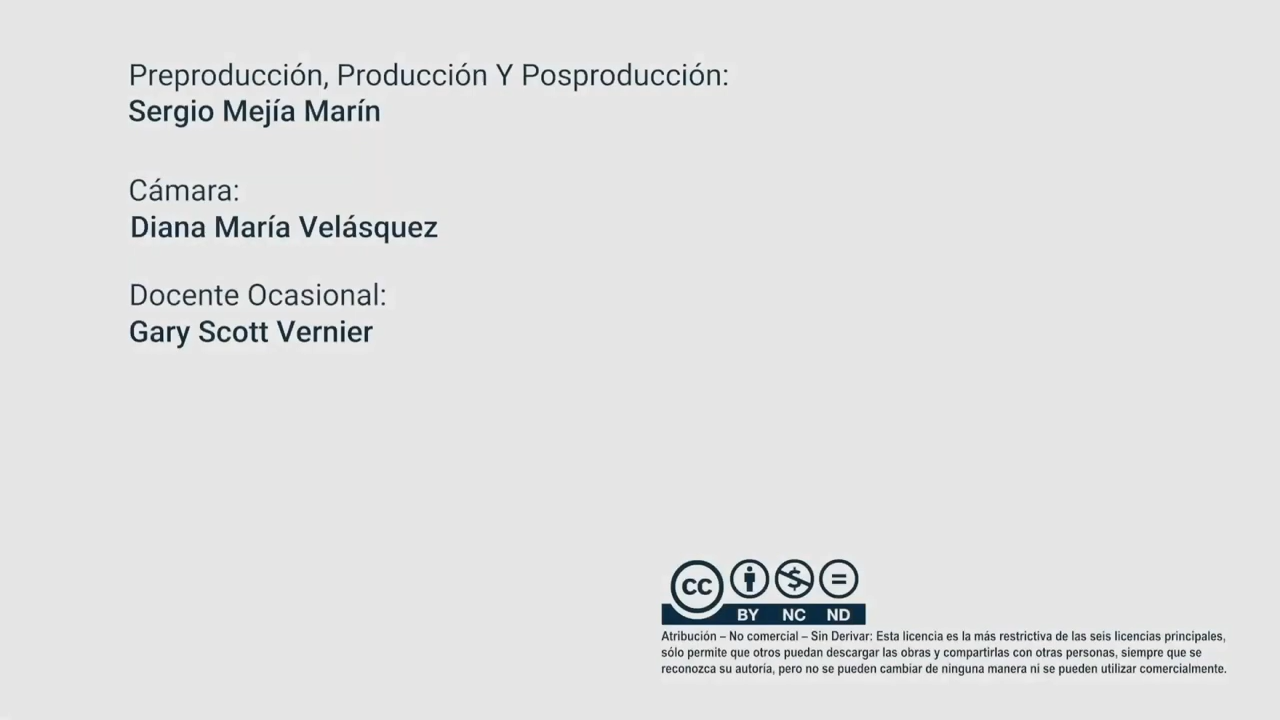 Preproducción, Producción Y Posproducción:
Sergio Mejía Marín
Cámara:
Diana María Velásquez
Docente Ocasional:
Gary Scott Vernier
CC
BY NC ND
Atribución – No comercial – Sin Derivar: Esta licencia es la más restrictiva de las seis licencias principales,
sólo permite que otros puedan descargar las obras y compartirlas con otras personas, siempre que se
reconozca su autoría, pero no se pueden cambiar de ninguna manera ni se pueden utilizar comercialmente.